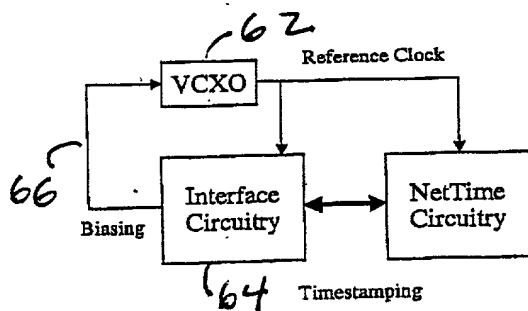 62
Reference Clock
VCXO
66
Interface
Circuitry
NetTime
Circuitry
Biasing
64
Timestamping